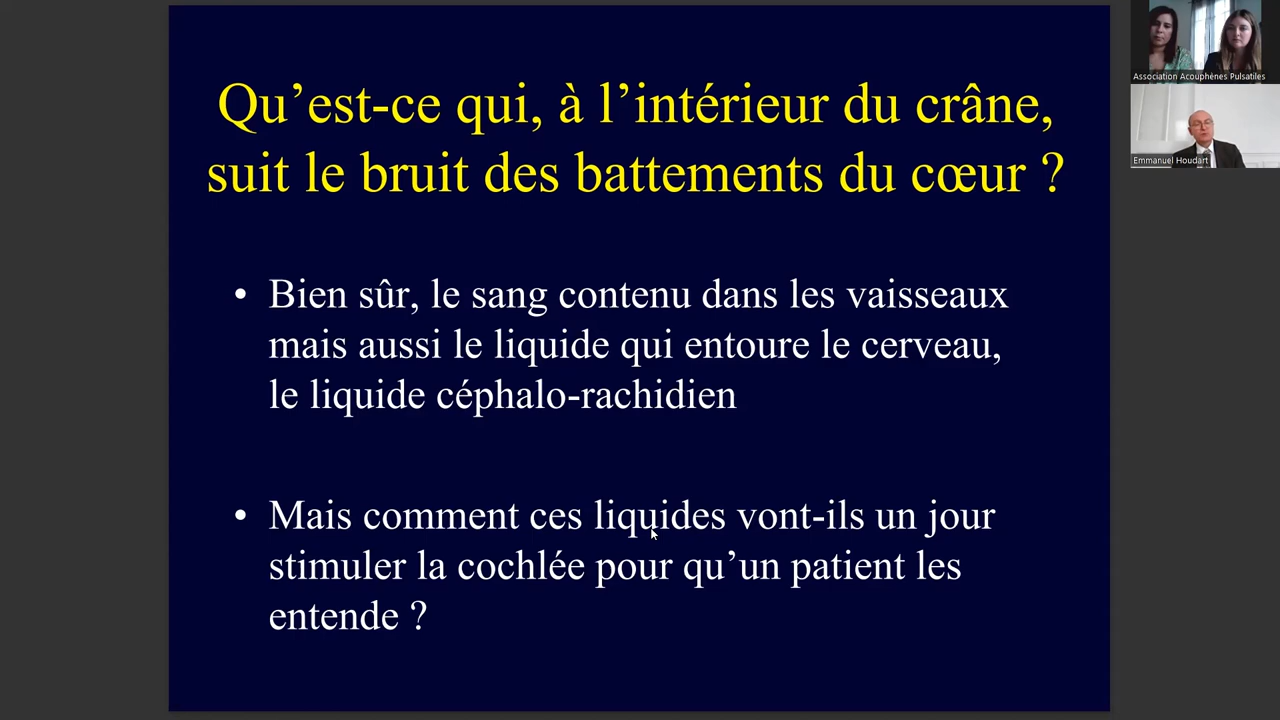 Qu’est-ce qui, à l’intérieur du crâne,
suit le bruit des battements du cœur ?
• Bien sûr, le sang contenu dans les vaisseaux
mais aussi le liquide qui entoure le cerveau,
le liquide céphalo-rachidien
• Mais comment ces liquides vont-ils un jour
stimuler la cochlée pour qu’un patient les
entende ?
Association Acouphènes Pulsatiles
Emmanuel Houdart